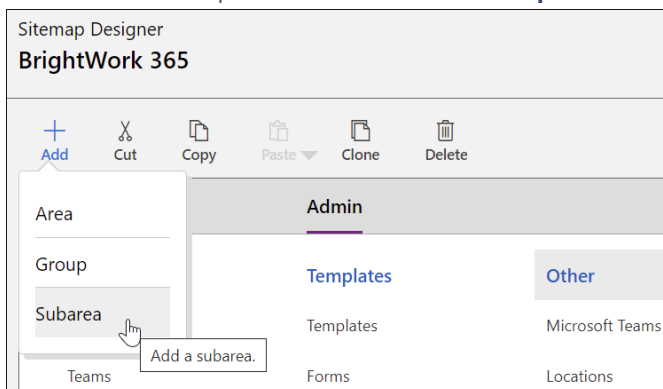 Sitemap Designer
BrightWork 365
Add Cut Copy Paste Clone Delete
Area
Group
Subarea
Add a subarea.
Teams
Admin
Templates
Templates
Forms
Other
Microsoft Teams
Locations